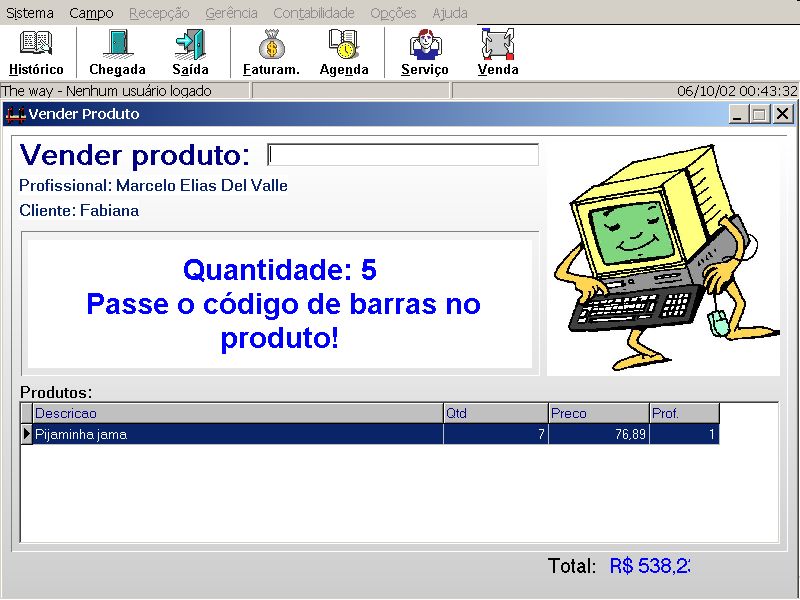 Sistema Campo Recepção Gerência Contabilidade Opções Ajuda
Histórico Chegada Saída Faturam. Agenda Serviço Venda
The way - Nenhum usuário logado 06/10/02 00:43:32
Vender Produto
Vender produto:
Profissional: Marcelo Elias Del Valle
Cliente: Fabiana
Quantidade: 5
Passe o código de barras no
produto!
Produtos:
Descricao Qtd Preco Prof.
Pijaminha jama 7 76,89 1
Total: R$ 538,23